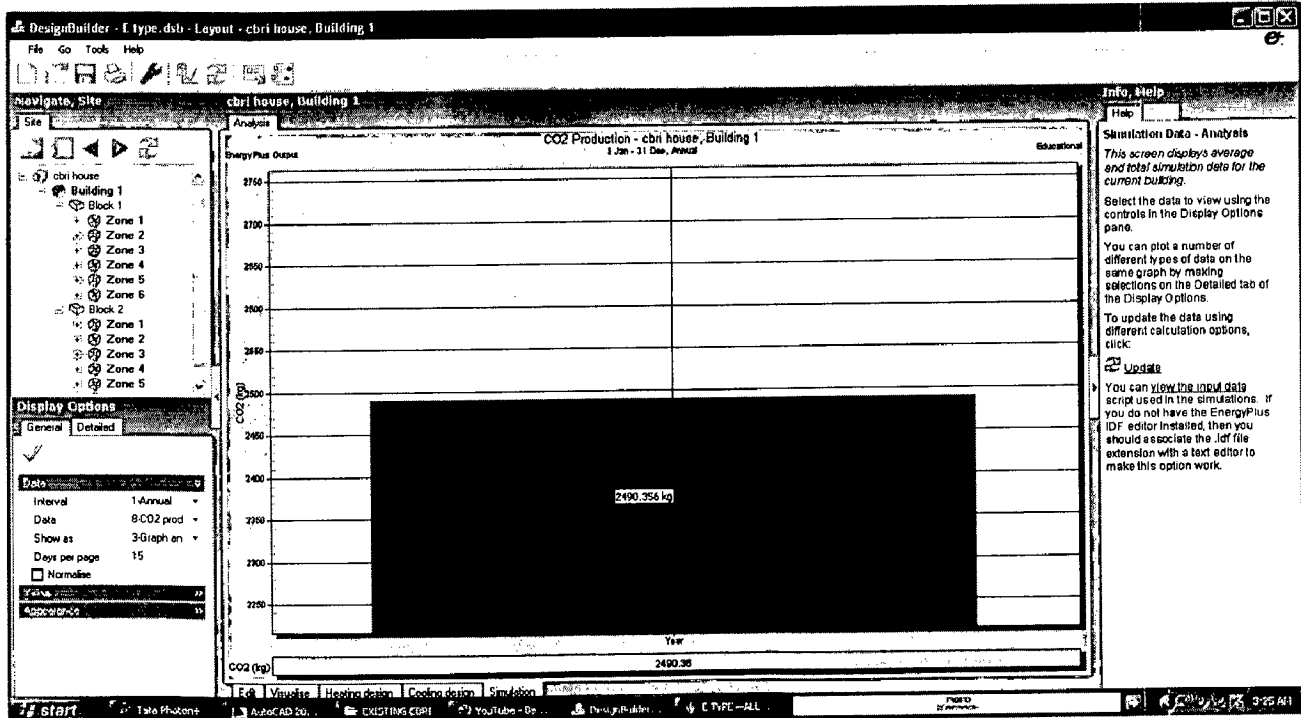 DesignBuilder - E type.dsb - Layout - cbri house, Building 1
File Go Tools Help
Navigate, Site
Site
cbri house
Building 1
Block 1
Zone 1
Zone 2
Zone 3
Zone 4
Zone 5
Zone 6
Block 2
Zone 1
Zone 2
Zone 3
Zone 4
Zone 5
Display Options
General Detailed
Data
Interval 1-Annual
Data 8-CO2 prod
Show as 3-Graph an
Days per page 15
Normalise
Appearance
cbri house, Building 1
Analysis
CO2 Production - cbri house, Building 1
EnergyPlus Output 1 Jan - 31 Dec, Annual Educational
CO2 (kg)
2750
2700
2650
2600
2550
2500
2450
2400
2350
2300
2250
2490.356 kg
Year
CO2 (kg) 2490.36
Edit Visualise Heating design Cooling design Simulation
Info, Help
Help
Simulation Data - Analysis
This screen displays average
and total simulation data for the
current building.
Select the data to view using the
controls in the Display Options
pane.
You can plot a number of
different types of data on the
same graph by making
selections on the Detailed tab of
the Display Options.
To update the data using
different calculation options,
click:
Update
You can view the input data
script used in the simulations. If
you do not have the EnergyPlus
IDF editor installed, then you
should associate the .idf file
extension with a text editor to
make this option work.
start Tata Photon+ AutoCAD 20... EXISTING CBRI YouTube - Be... DesignBuilder... E TYPE-ALL... 3:25 AM